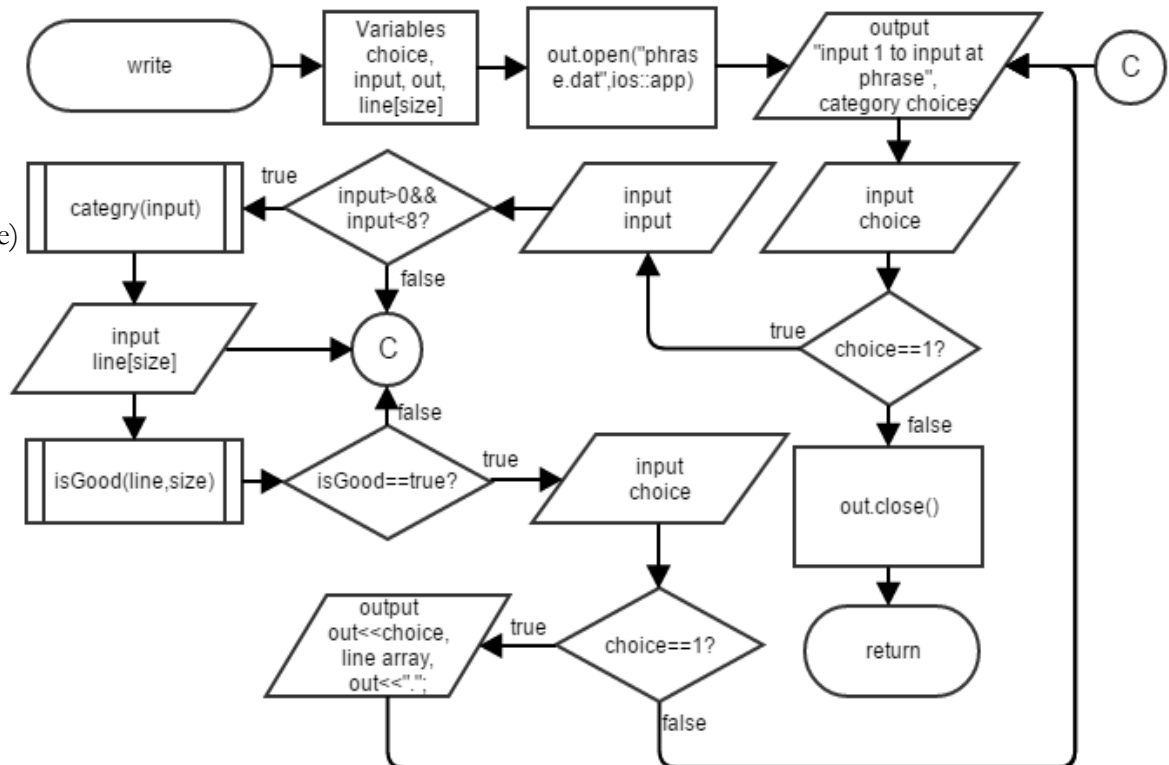 write
Variables
choice,
input, out,
line[size]
out.open("phras
e.dat",ios::app)
output
"input 1 to input at
phrase",
category choices
C
categry(input)
true
input>0&&
input<8?
false
input
input
input
choice
e)
input
line[size]
C
true
choice==1?
false
isGood(line,size)
false
isGood==true?
true
input
choice
out.close()
output
out<<choice,
line array,
out<<".";
true
choice==1?
false
return